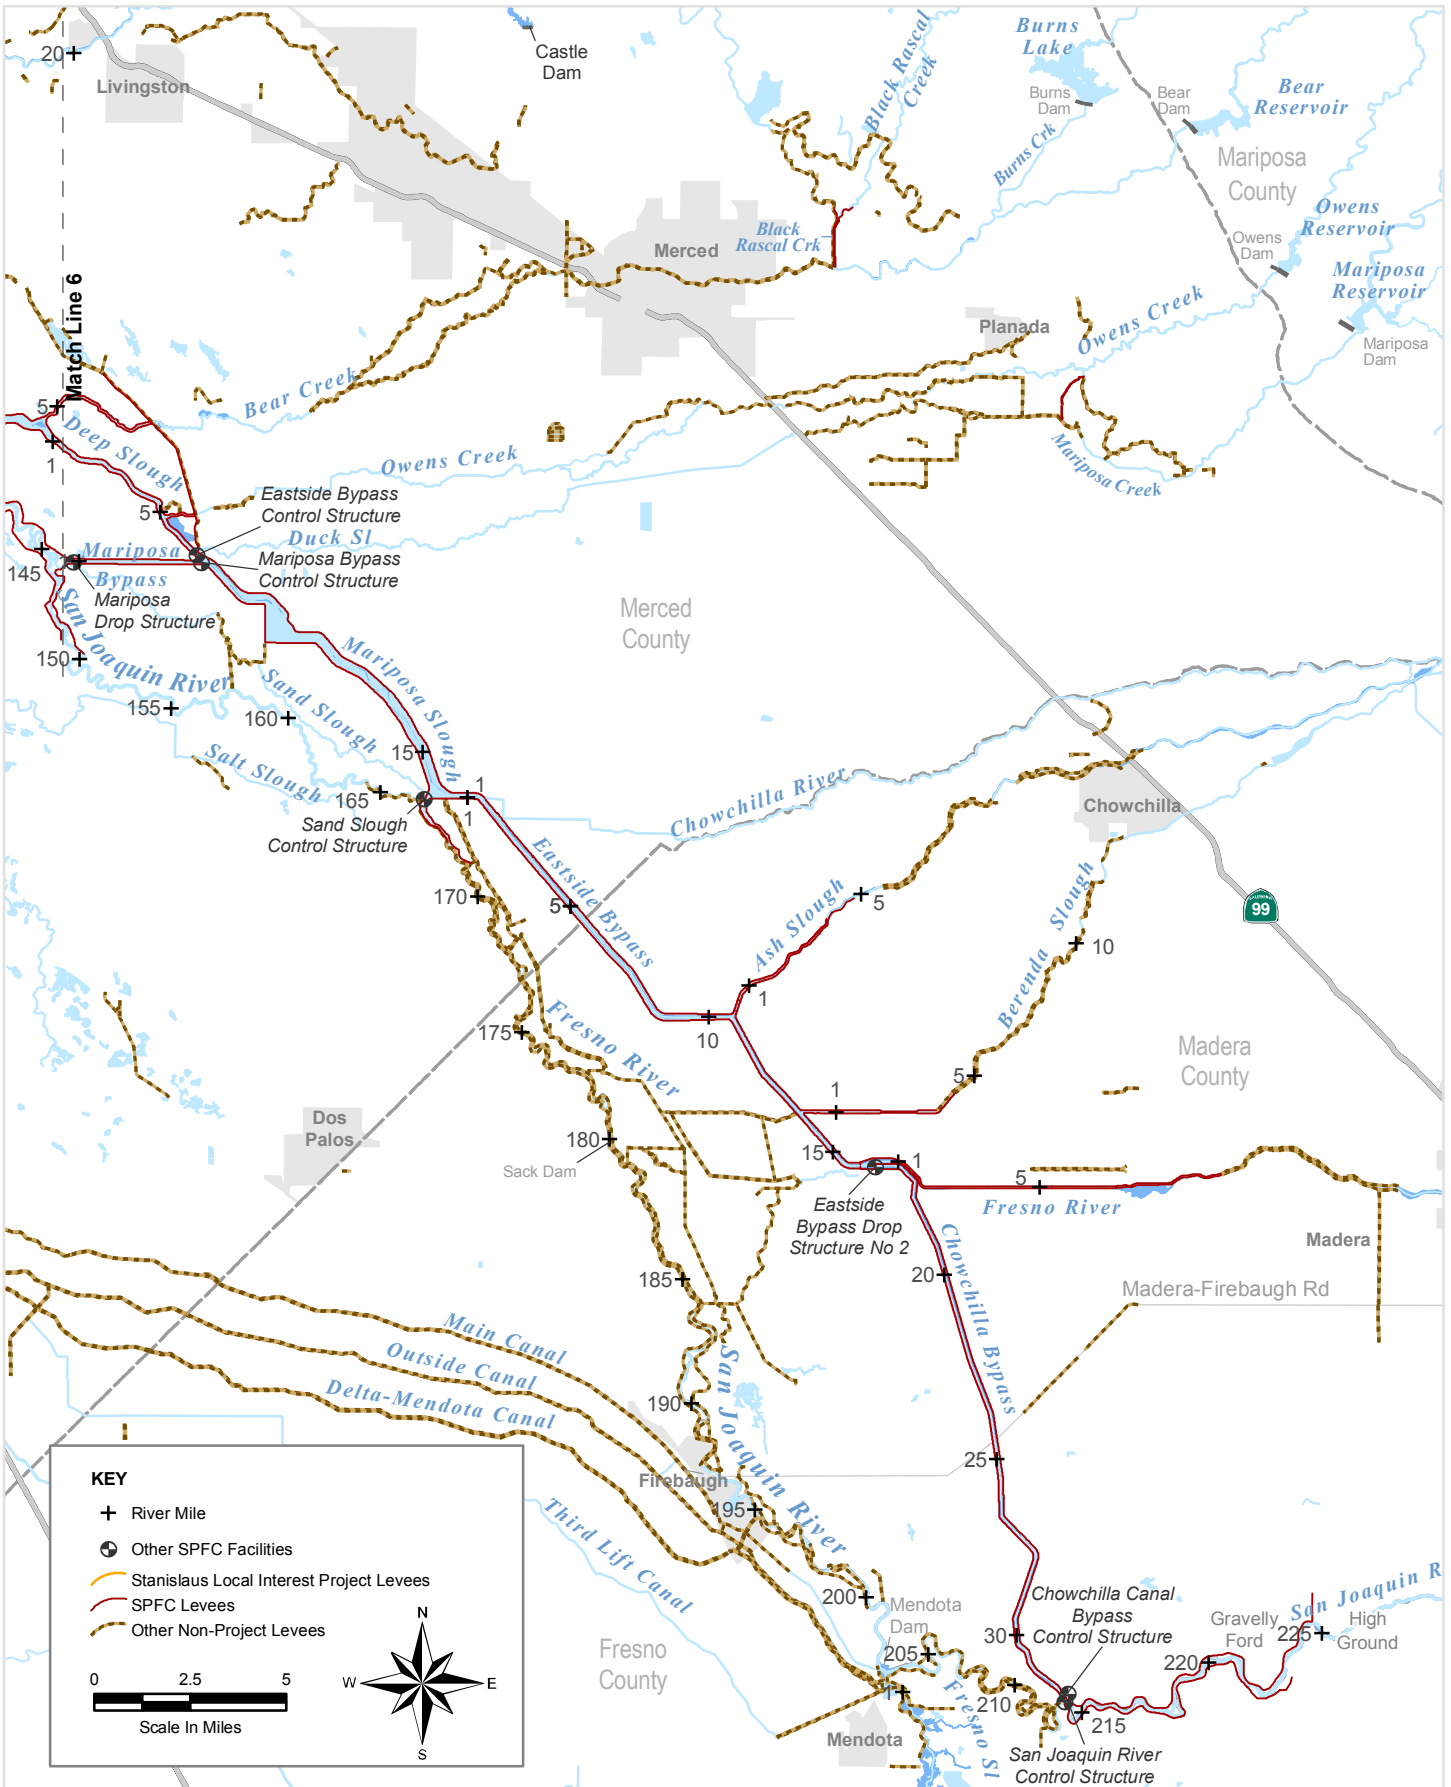 20
Livingston
Castle
Dam
Black Rascal
Creek
Burns
Lake
Burns
Dam
Bear
Dam
Bear
Reservoir
Burns Crk
Mariposa
County
Owens
Reservoir
Owens
Dam
Mariposa
Reservoir
Mariposa
Dam
Black
Rascal Crk
Merced
Match Line 6
Planada
Owens Creek
Bear Creek
5
Deep Slough
1
Owens Creek
Mariposa Creek
5
Eastside Bypass
Control Structure
Duck Sl
Mariposa
Bypass
Mariposa Bypass
Control Structure
145
1
Mariposa
Drop Structure
Merced
County
San Joaquin River
150
155
160
Sand Slough
Mariposa Slough
Salt Slough
15
165
1
1
Sand Slough
Control Structure
Chowchilla River
Chowchilla
99
Eastside Bypass
5
170
Ash Slough
5
1
Berenda Slough
10
10
175
Fresno River
Madera
County
5
1
Dos
Palos
180
Sack Dam
15
1
Eastside
Bypass Drop
Structure No 2
5
Fresno River
Madera
Chowchilla Bypass
20
185
Madera-Firebaugh Rd
Main Canal
Outside Canal
Delta-Mendota Canal
San Joaquin River
190
25
Firebaugh
195
Third Lift Canal
200
Mendota
Dam
205
Chowchilla Canal
Bypass
Control Structure
30
Gravelly
Ford
San Joaquin R
225
High
Ground
220
Fresno
County
1
Fresno Sl
210
215
Mendota
San Joaquin River
Control Structure
KEY
River Mile
Other SPFC Facilities
Stanislaus Local Interest Project Levees
SPFC Levees
Other Non-Project Levees
0 2.5 5
Scale In Miles
N
W
E
S